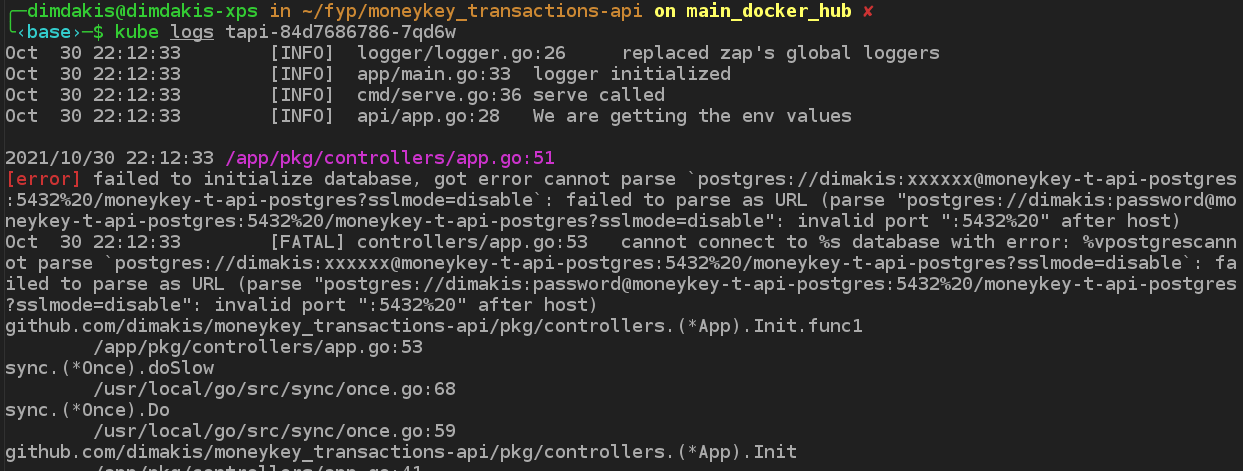 ╭─dimdakis@dimdakis-xps in ~/fyp/moneykey_transactions-api on main_docker_hub ✘
╰‹base›─$ kube logs tapi-84d7686786-7qd6w
Oct  30 22:12:33        [INFO]  logger/logger.go:26     replaced zap's global loggers
Oct  30 22:12:33        [INFO]  app/main.go:33  logger initialized
Oct  30 22:12:33        [INFO]  cmd/serve.go:36 serve called
Oct  30 22:12:33        [INFO]  api/app.go:28   We are getting the env values
2021/10/30 22:12:33 /app/pkg/controllers/app.go:51
[error] failed to initialize database, got error cannot parse `postgres://dimakis:xxxxxx@moneykey-t-api-postgres
:5432%20/moneykey-t-api-postgres?sslmode=disable`: failed to parse as URL (parse "postgres://dimakis:password@mo
neykey-t-api-postgres:5432%20/moneykey-t-api-postgres?sslmode=disable": invalid port ":5432%20" after host)
Oct  30 22:12:33        [FATAL] controllers/app.go:53   cannot connect to %s database with error: %vpostgrescann
ot parse `postgres://dimakis:xxxxxx@moneykey-t-api-postgres:5432%20/moneykey-t-api-postgres?sslmode=disable`: fa
iled to parse as URL (parse "postgres://dimakis:password@moneykey-t-api-postgres:5432%20/moneykey-t-api-postgres
?sslmode=disable": invalid port ":5432%20" after host)
github.com/dimakis/moneykey_transactions-api/pkg/controllers.(*App).Init.func1
        /app/pkg/controllers/app.go:53
sync.(*Once).doSlow
        /usr/local/go/src/sync/once.go:68
sync.(*Once).Do
        /usr/local/go/src/sync/once.go:59
github.com/dimakis/moneykey_transactions-api/pkg/controllers.(*App).Init
        /app/pkg/controllers/app.go:41